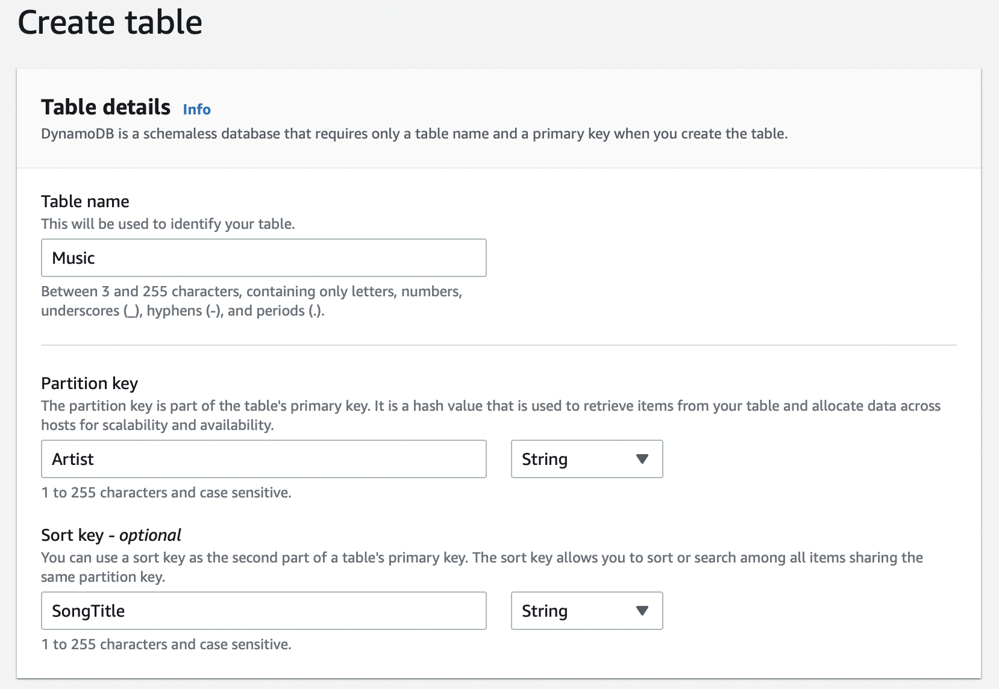 Create table
Table details Info
DynamoDB is a schemaless database that requires only a table name and a primary key when you create the table.
Table name
This will be used to identify your table.
Music
Between 3 and 255 characters, containing only letters, numbers,
underscores (_), hyphens (-), and periods (.).
Partition key
The partition key is part of the table's primary key. It is a hash value that is used to retrieve items from your table and allocate data across
hosts for scalability and availability.
Artist String
1 to 255 characters and case sensitive.
Sort key - optional
You can use a sort key as the second part of a table's primary key. The sort key allows you to sort or search among all items sharing the
same partition key.
SongTitle String
1 to 255 characters and case sensitive.